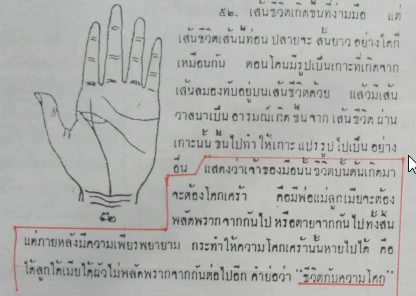 ๕๒. เส้นชีวิตเกิดขึ้นที่ง่ามมือ แต่
เส้นชีวิตเส้นนี้ท่อน ปลายจะ สั้นยาว อย่างใดก็
เหมือนกัน ตอนโคนมีรูปเป็นเกาะที่เกิดจาก
เส้นสมองทับอยู่บนเส้นชีวิตด้วย แล้วมีเส้น
วาสนาเป็น อารมณ์เกิด ขึ้นจาก เส้นชีวิต ผ่าน
เกาะนั้น ขึ้นไปทำให้เกาะ แปรรูป ไปเป็น อย่าง
อื่น แสดงว่าเจ้าของมือนั้น ชีวิตบั้นต้นเกิดมา
จะต้องโศกเศร้า คือมีพ่อแม่ลูกเมียจะต้อง
๕๒
พลัดพรากจากกันไป หรือตายจากกันไป ทั้งสิ้น
แต่ภายหลังมีความเพียรพยายาม กระทำให้ความโศกเศร้านั้นหายไปได้ คือ
ได้ลูกได้เมียได้ผัวไม่พลัดพรากจากกันต่อไปอีก คำย่อว่า "ชีวิตกับความโศก"